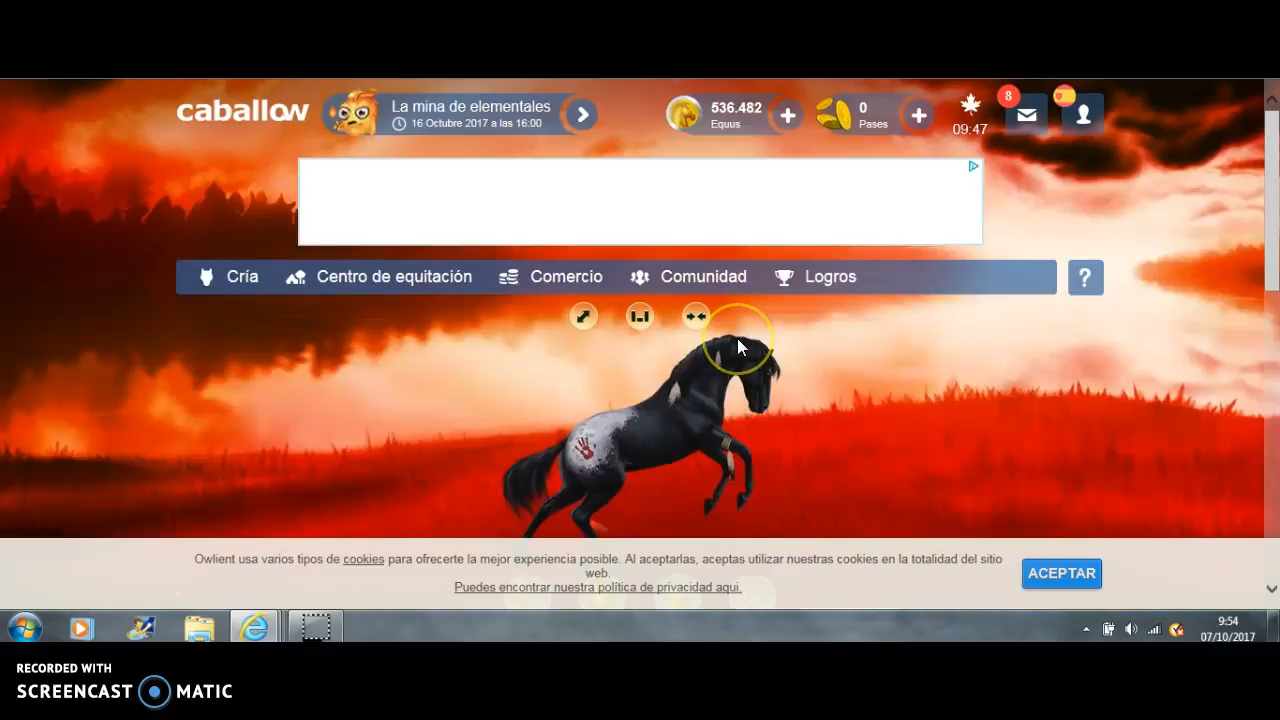 caballow
La mina de elementales
16 Octubre 2017 a las 16:00
536.482
Equus
0
Pases
09:47
8
Cría
Centro de equitación
Comercio
Comunidad
Logros
?
Owlient usa varios tipos de cookies para ofrecerte la mejor experiencia posible. Al aceptarlas, aceptas utilizar nuestras cookies en la totalidad del sitio
web.
Puedes encontrar nuestra política de privacidad aqui.
ACEPTAR
9:54
07/10/2017
RECORDED WITH
SCREENCAST MATIC